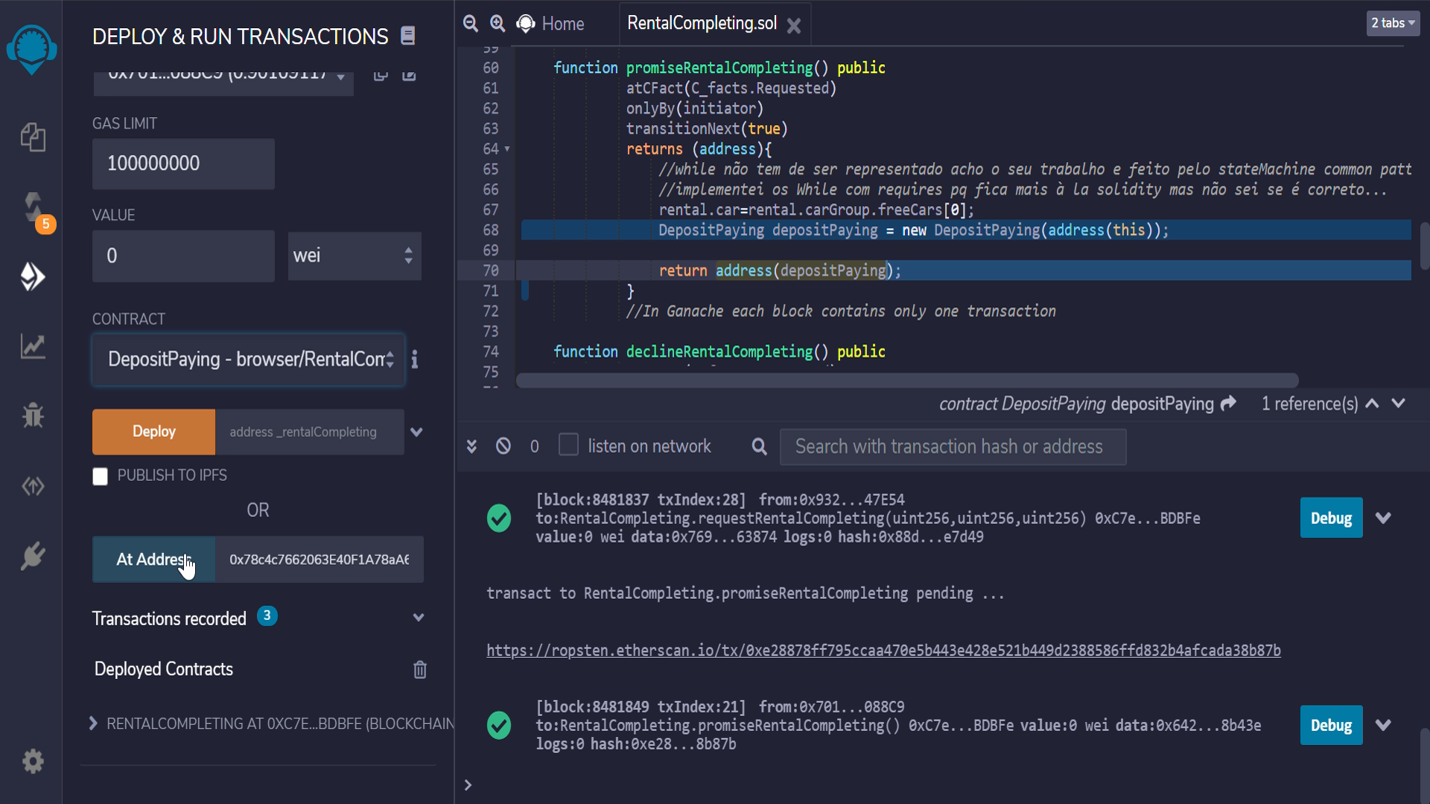 DEPLOY & RUN TRANSACTIONS
0x701...088C9 (0.90109117
GAS LIMIT
100000000
VALUE
0
wei
CONTRACT
DepositPaying - browser/RentalCom
Deploy
address _rentalCompleting
PUBLISH TO IPFS
OR
At Address
0x78c4c7662063E40F1A78aA6
Transactions recorded
3
Deployed Contracts
RENTALCOMPLETING AT 0XC7E...BDBFE (BLOCKCHAIN
5
Home
RentalCompleting.sol
2 tabs
59
60 function promiseRentalCompleting() public
61 atCFact(C_facts.Requested)
62 onlyBy(initiator)
63 transitionNext(true)
64 returns (address){
65 //while não tem de ser representado acho o seu trabalho e feito pelo stateMachine common patt
66 //implementei os While com requires pq fica mais à la solidity mas não sei se é correto...
67 rental.car=rental.carGroup.freeCars[0];
68 DepositPaying depositPaying = new DepositPaying(address(this));
69
70 return address(depositPaying);
71 }
72 //In Ganache each block contains only one transaction
73
74 function declineRentalCompleting() public
75
contract DepositPaying depositPaying
1 reference(s)
0
listen on network
Search with transaction hash or address
[block:8481837 txIndex:28] from:0x932...47E54
to:RentalCompleting.requestRentalCompleting(uint256,uint256,uint256) 0xC7e...BDBFe
value:0 wei data:0x769...63874 logs:0 hash:0x88d...e7d49
Debug
transact to RentalCompleting.promiseRentalCompleting pending ...
https://ropsten.etherscan.io/tx/0xe28878ff795ccaa470e5b443e428e521b449d2388586ffd832b4afcada38b87b
[block:8481849 txIndex:21] from:0x701...088C9
to:RentalCompleting.promiseRentalCompleting() 0xC7e...BDBFe value:0 wei data:0x642...8b43e
logs:0 hash:0xe28...8b87b
Debug
>